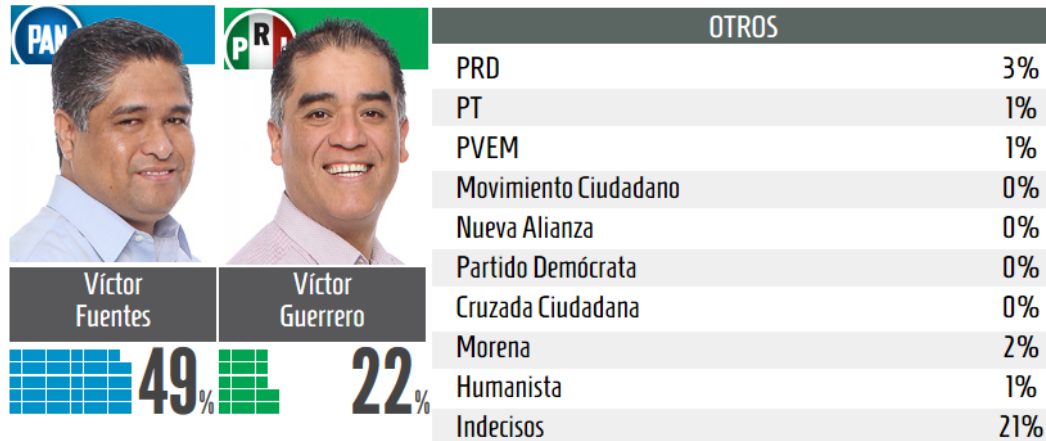 PAN
Víctor
Fuentes
49%
PRI
Víctor
Guerrero
22%
OTROS
PRD 3%
PT 1%
PVEM 1%
Movimiento Ciudadano 0%
Nueva Alianza 0%
Partido Demócrata 0%
Cruzada Ciudadana 0%
Morena 2%
Humanista 1%
Indecisos 21%